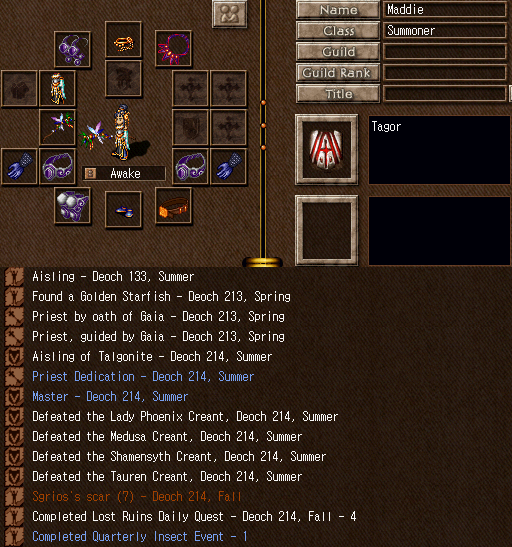 Name Maddie
Class Summoner
Guild
Guild Rank
Title
Tagor
Awake
Aisling - Deoch 133, Summer
Found a Golden Starfish - Deoch 213, Spring
Priest by oath of Gaia - Deoch 213, Spring
Priest, guided by Gaia - Deoch 213, Spring
Aisling of Talgonite - Deoch 214, Summer
Priest Dedication - Deoch 214, Summer
Master - Deoch 214, Summer
Defeated the Lady Phoenix Creant, Deoch 214, Summer
Defeated the Medusa Creant, Deoch 214, Summer
Defeated the Shamensyth Creant, Deoch 214, Summer
Defeated the Tauren Creant, Deoch 214, Summer
Sgrios's scar (7) - Deoch 214, Fall
Completed Lost Ruins Daily Quest - Deoch 214, Fall - 4
Completed Quarterly Insect Event - 1